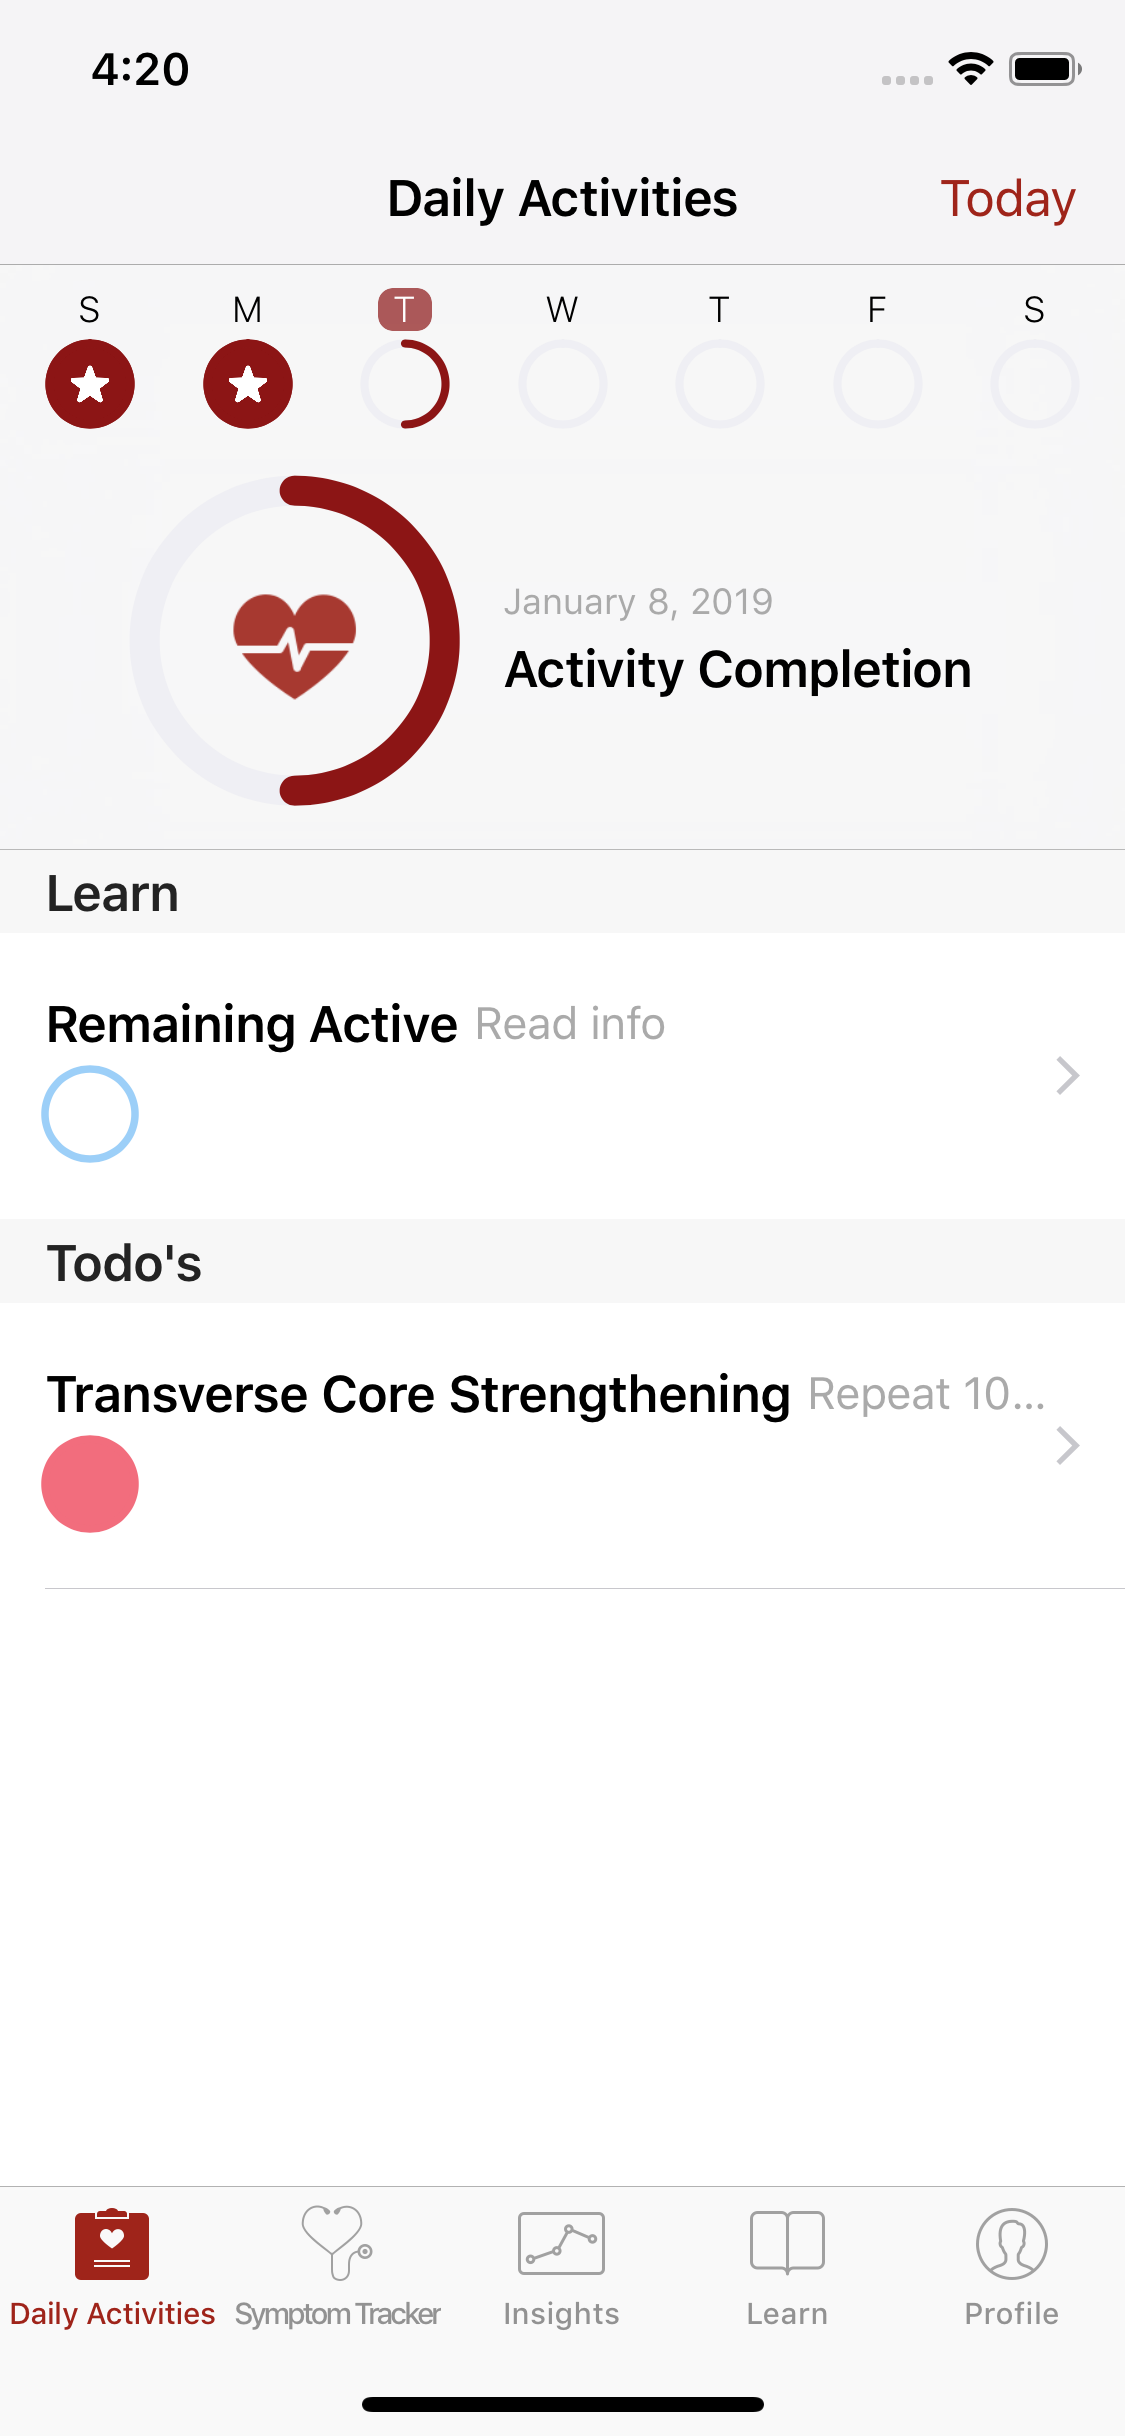 4:20
Daily Activities Today
S M T W T F S
January 8, 2019
Activity Completion
Learn
Remaining Active Read info
Todo's
Transverse Core Strengthening Repeat 10...
Daily Activities Symptom Tracker Insights Learn Profile